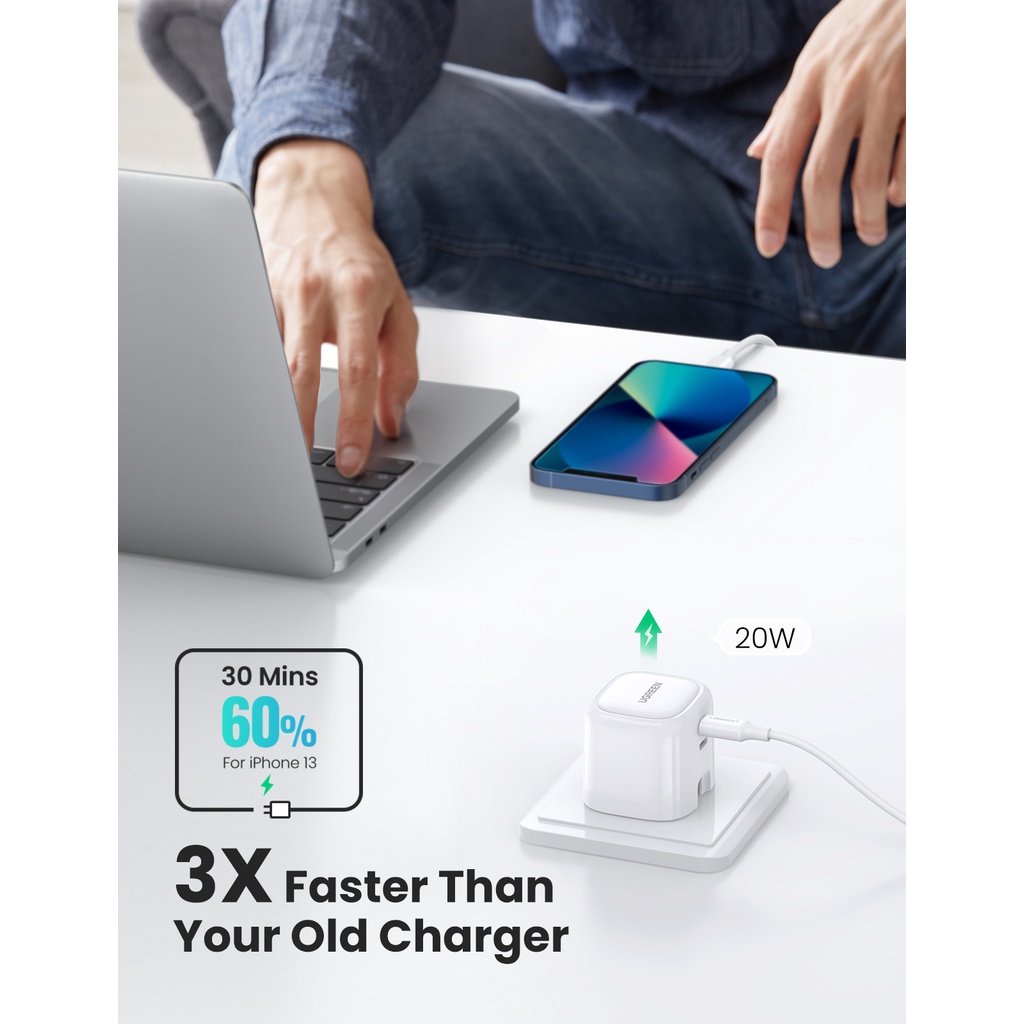 20W
UGREEN
30 Mins
60%
For iPhone 13
3X Faster Than
Your Old Charger